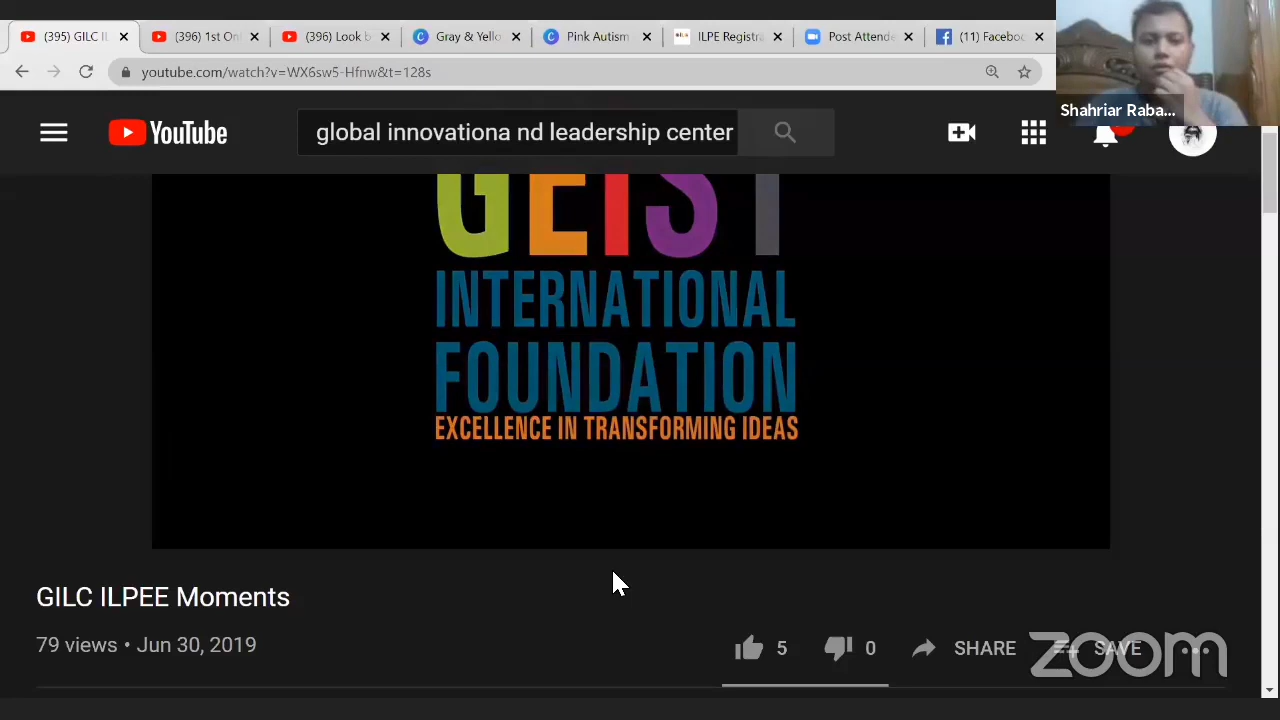 (395) GILC IL
(396) 1st Onl
(396) Look b
Gray & Yello
Pink Autism
ILPE Registra
Post Attende
(11) Faceboo
youtube.com/watch?v=WX6sw5-Hfnw&t=128s
Shahriar Raba...
YouTube
global innovationa nd leadership center
GEIST
INTERNATIONAL
FOUNDATION
EXCELLENCE IN TRANSFORMING IDEAS
GILC ILPEE Moments
79 views • Jun 30, 2019
5
0
SHARE
SAVE
zoom